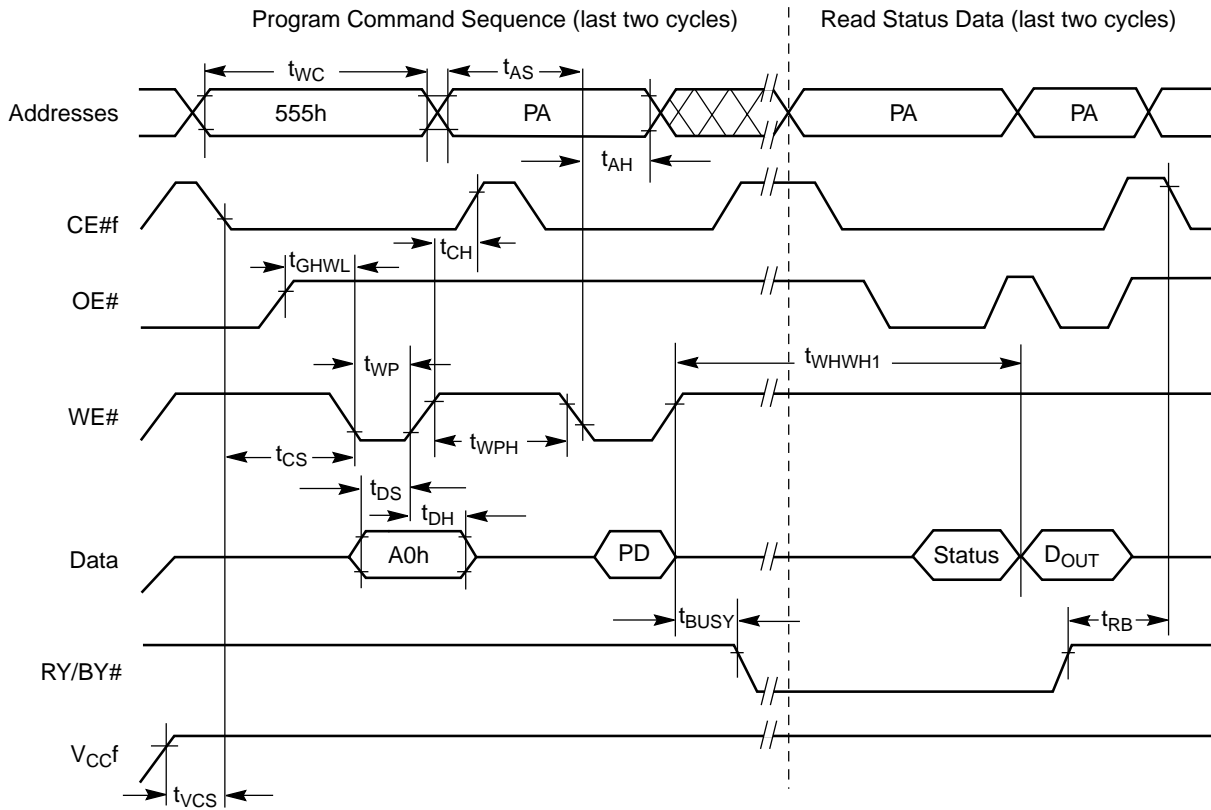 Program Command Sequence (last two cycles) Read Status Data (last two cycles)
tWC tAS
Addresses 555h PA PA PA
tAH
CE#f
tCH
tGHWL
OE#
tWP tWHWH1
WE#
tWPH
tCS
tDS
tDH
Data A0h PD Status DOUT
tBUSY tRB
RY/BY#
VCCf
tVCS